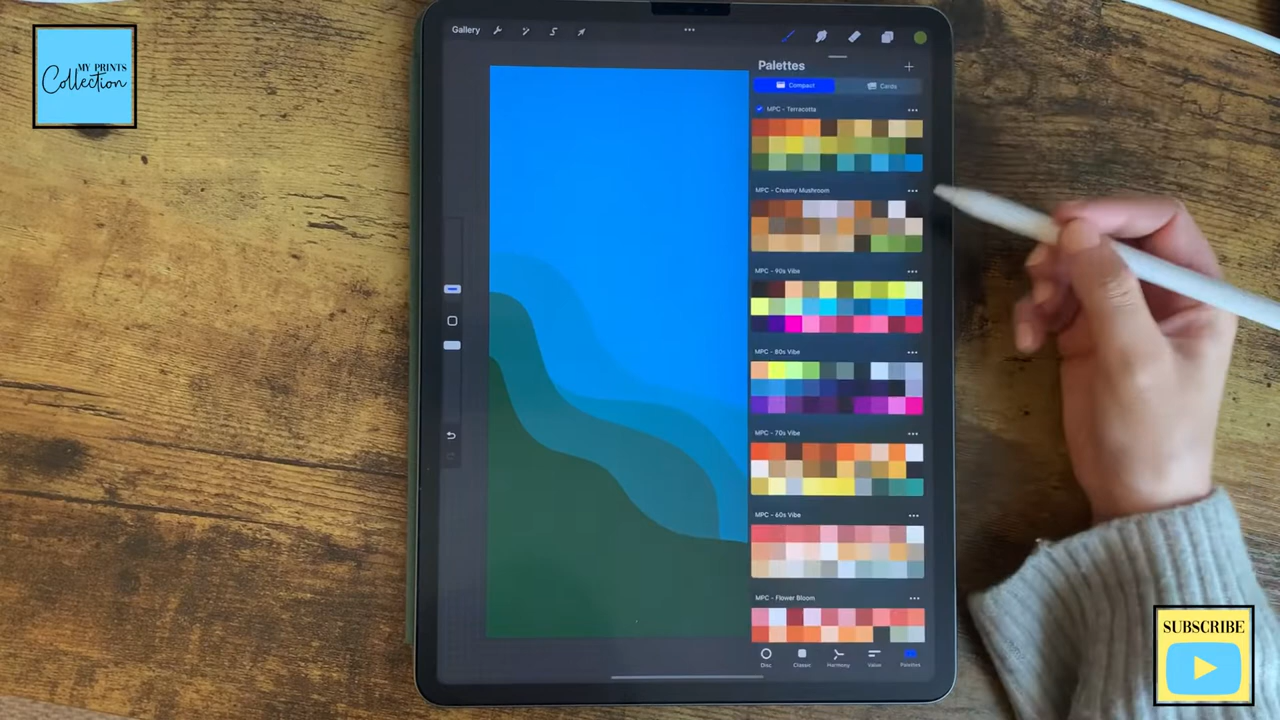 MY PRINTS
Collection
Gallery
Palettes
Compact
Cards
MPC - Terracotta
MPC - Creamy Mushroom
MPC - 90s Vibe
MPC - 80s Vibe
MPC - 70s Vibe
MPC - 60s Vibe
MPC - Flower Bloom
Disc
Classic
Harmony
Value
Palettes
SUBSCRIBE